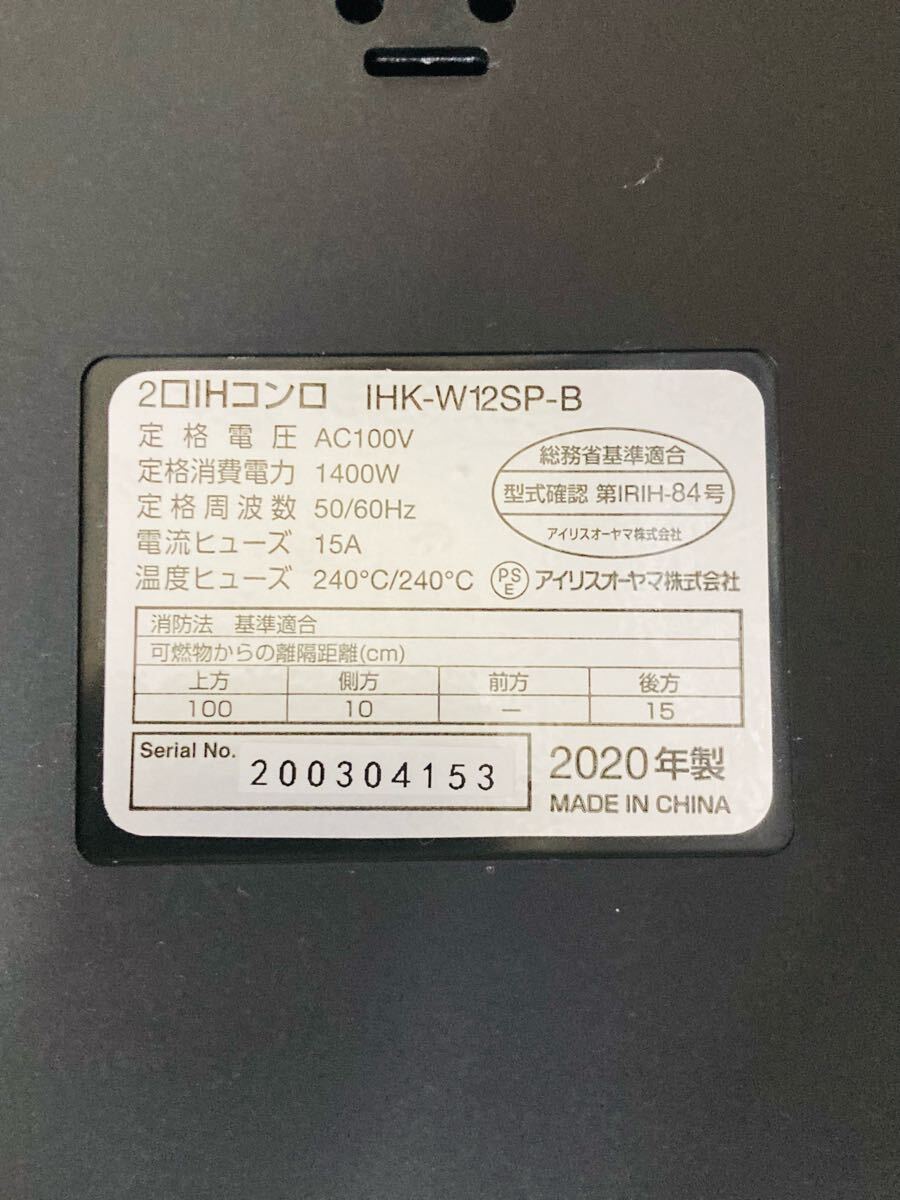 2口IHコンロ IHK-W12SP-B
定格電圧 AC100V
定格消費電力 1400W
定格周波数 50/60Hz
電流ヒューズ 15A
温度ヒューズ 240°C/240°C
総務省基準適合
型式確認 第IRIH-84号
アイリスオーヤマ株式会社
PSE アイリスオーヤマ株式会社
消防法 基準適合
可燃物からの離隔距離(cm)
上方 側方 前方 後方
100 10 — 15
Serial No. 200304153
2020年製
MADE IN CHINA